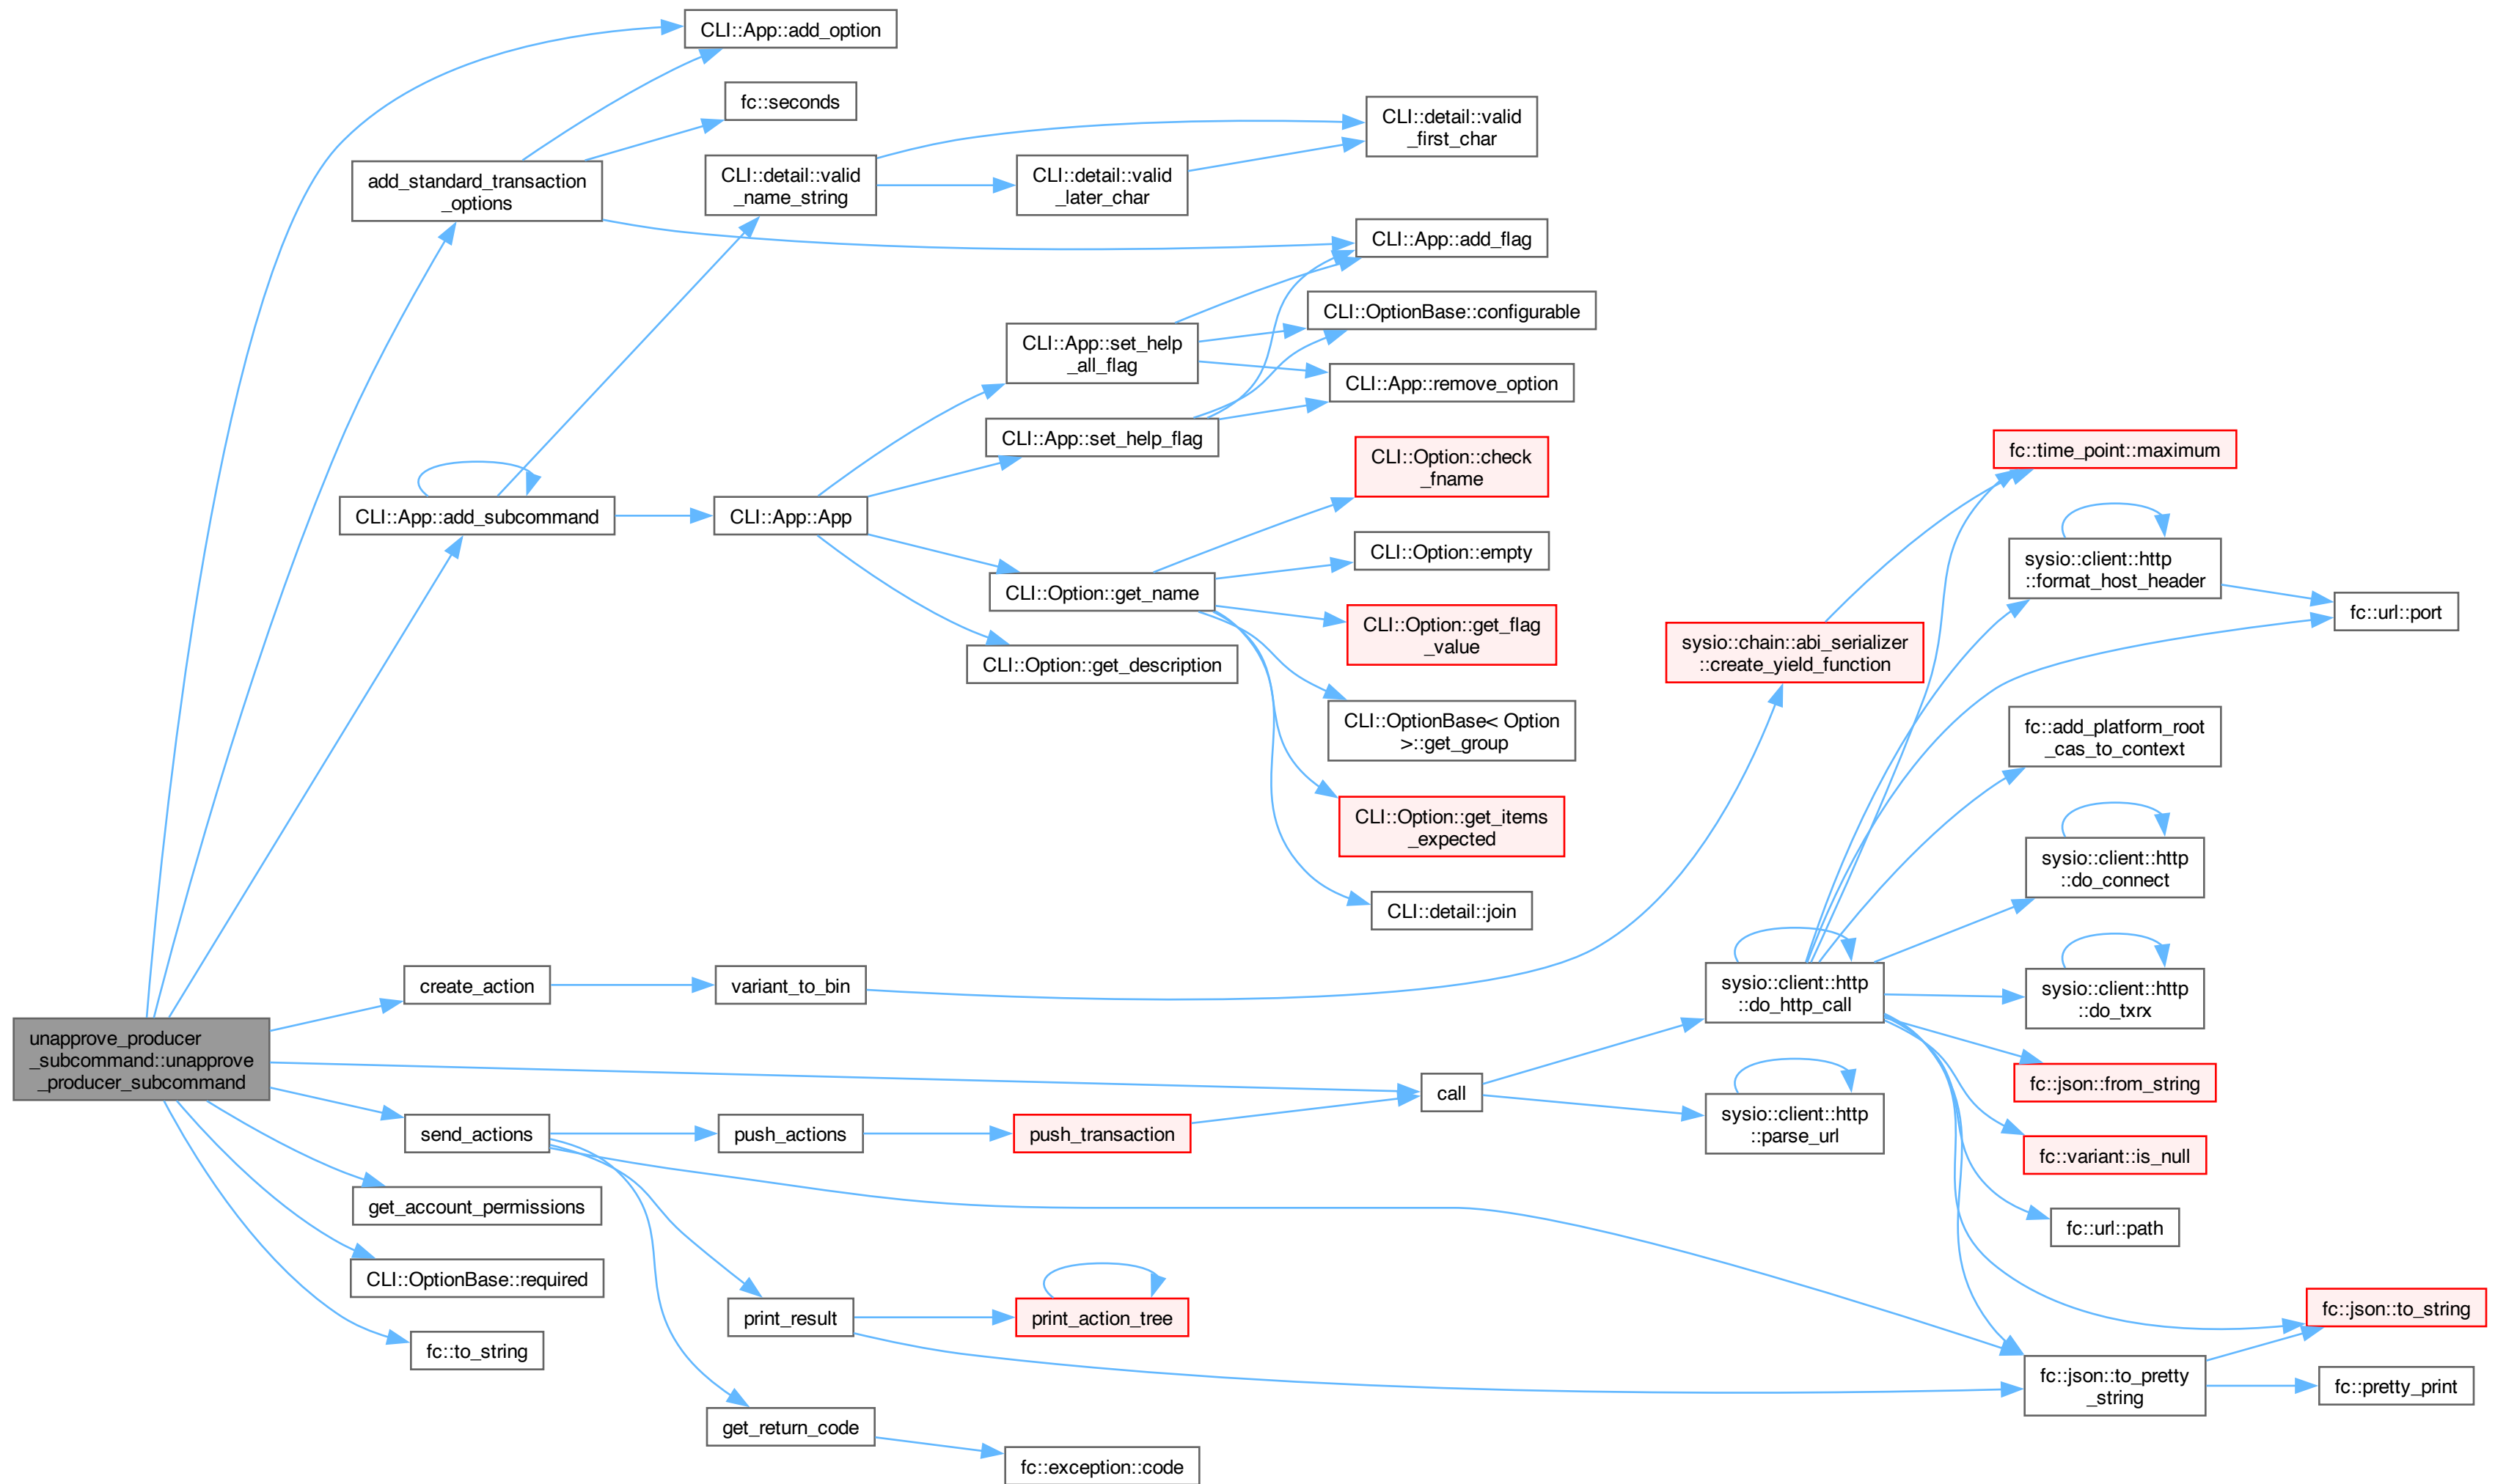 CLI::App::add_option
fc::seconds
CLI::detail::valid
_first_char
add_standard_transaction
_options
CLI::detail::valid
_name_string
CLI::detail::valid
_later_char
CLI::App::add_flag
CLI::OptionBase::configurable
CLI::App::set_help
_all_flag
CLI::App::remove_option
CLI::App::set_help_flag
CLI::Option::check
_fname
fc::time_point::maximum
CLI::App::add_subcommand
CLI::App::App
CLI::Option::empty
sysio::client::http
::format_host_header
CLI::Option::get_name
fc::url::port
CLI::Option::get_flag
_value
sysio::chain::abi_serializer
::create_yield_function
CLI::Option::get_description
CLI::OptionBase< Option
>::get_group
fc::add_platform_root
_cas_to_context
CLI::Option::get_items
_expected
sysio::client::http
::do_connect
CLI::detail::join
create_action
variant_to_bin
sysio::client::http
::do_http_call
sysio::client::http
::do_txrx
unapprove_producer
_subcommand::unapprove
_producer_subcommand
call
fc::json::from_string
send_actions
push_actions
push_transaction
sysio::client::http
::parse_url
fc::variant::is_null
get_account_permissions
fc::url::path
CLI::OptionBase::required
print_result
print_action_tree
fc::json::to_string
fc::to_string
fc::json::to_pretty
_string
fc::pretty_print
get_return_code
fc::exception::code